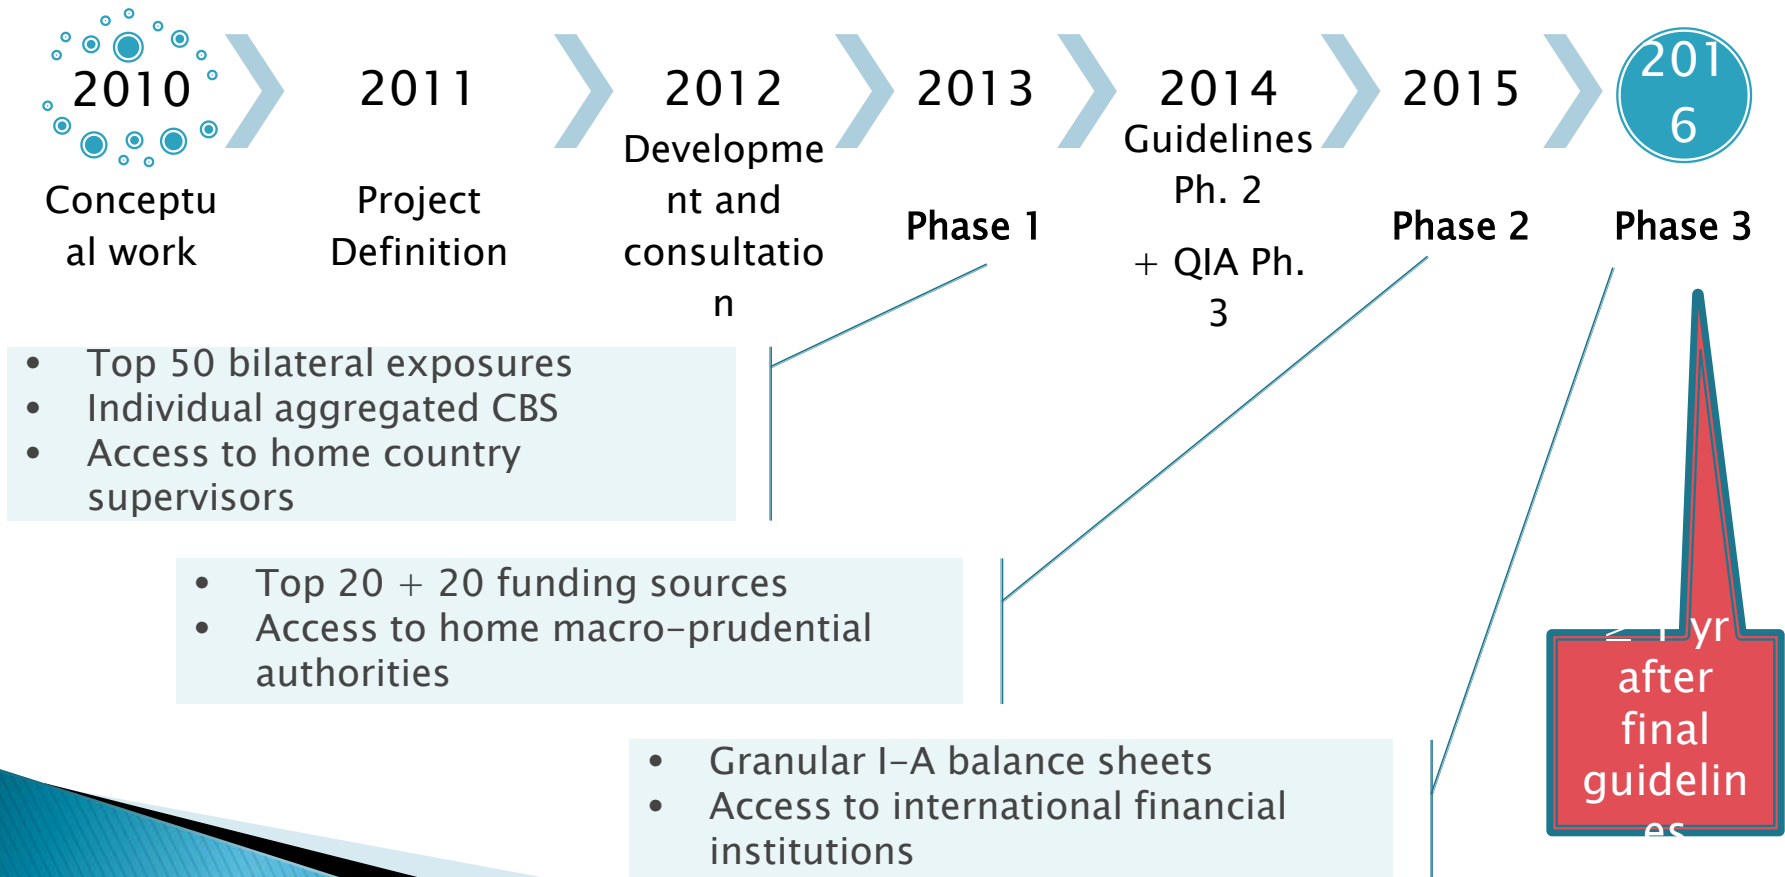 2010
2011
2012
2013
2014
2015
201
6
Conceptu
al work
Project
Definition
Developme
nt and
consultatio
n
Phase 1
Guidelines
Ph. 2
+ QIA Ph.
3
Phase 2
Phase 3
• Top 50 bilateral exposures
• Individual aggregated CBS
• Access to home country
supervisors
• Top 20 + 20 funding sources
• Access to home macro-prudential
authorities
• Granular I-A balance sheets
• Access to international financial
institutions
≥ 1 yr
after
final
guidelin
es